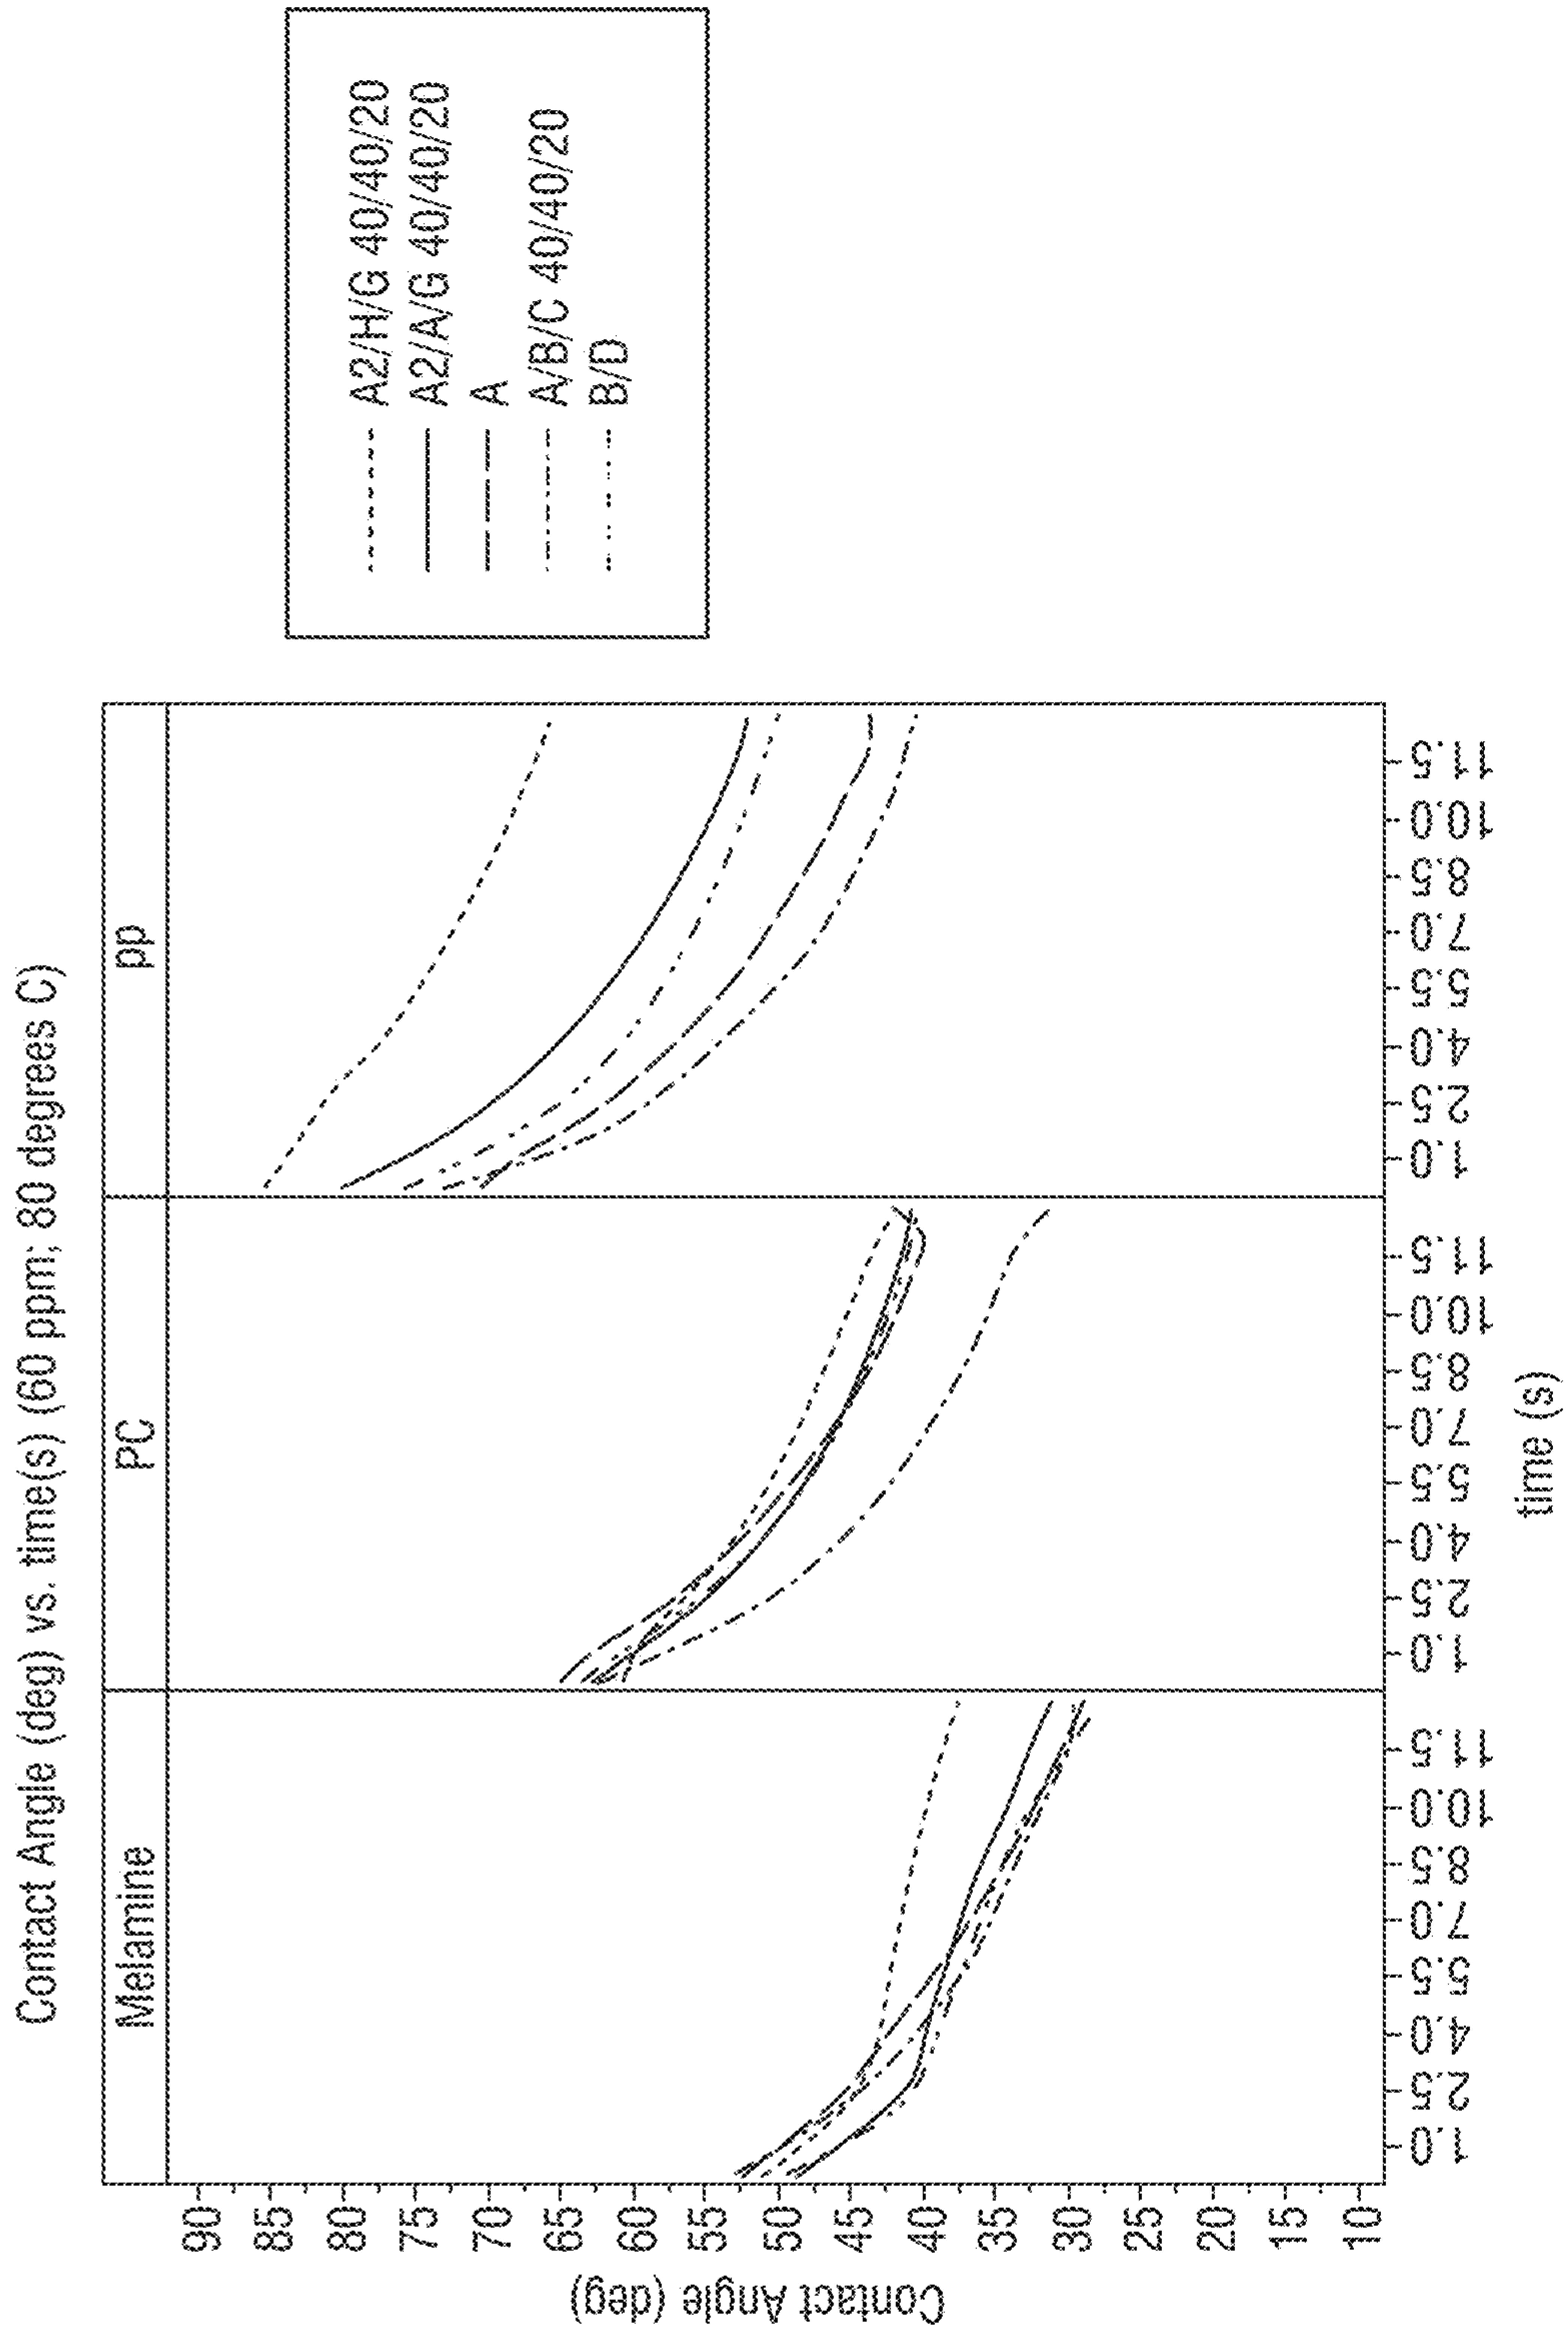 Contact Angle (deg) vs. time(s) (60 ppm; 80 degrees C)
Melamine
PC
pp
Contact Angle (deg)
90
85
80
75
70
65
60
55
50
45
40
35
30
25
20
15
10
1.0 2.5 4.0 5.5 7.0 8.5 10.0 11.5
1.0 2.5 4.0 5.5 7.0 8.5 10.0 11.5
1.0 2.5 4.0 5.5 7.0 8.5 10.0 11.5
time (s)
A2/H/G 40/40/20
A2/A/G 40/40/20
A
A/B/C 40/40/20
B/D